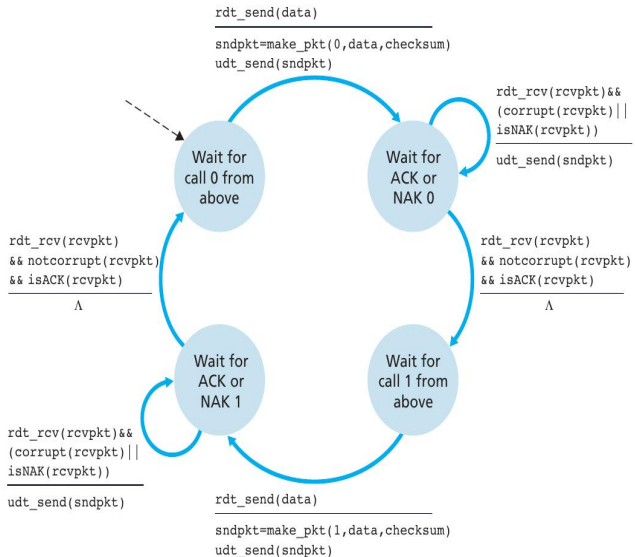 rdt_send(data)
sndpkt=make_pkt(0,data,checksum)
udt_send(sndpkt)
rdt_rcv(rcvpkt)&&
(corrupt(rcvpkt)||
isNAK(rcvpkt))
udt_send(sndpkt)
Wait for
call 0 from
above
Wait for
ACK or
NAK 0
rdt_rcv(rcvpkt)
&& notcorrupt(rcvpkt)
&& isACK(rcvpkt)
Λ
rdt_rcv(rcvpkt)
&& notcorrupt(rcvpkt)
&& isACK(rcvpkt)
Λ
Wait for
ACK or
NAK 1
Wait for
call 1 from
above
rdt_rcv(rcvpkt)&&
(corrupt(rcvpkt)||
isNAK(rcvpkt))
udt_send(sndpkt)
rdt_send(data)
sndpkt=make_pkt(1,data,checksum)
udt_send(sndpkt)